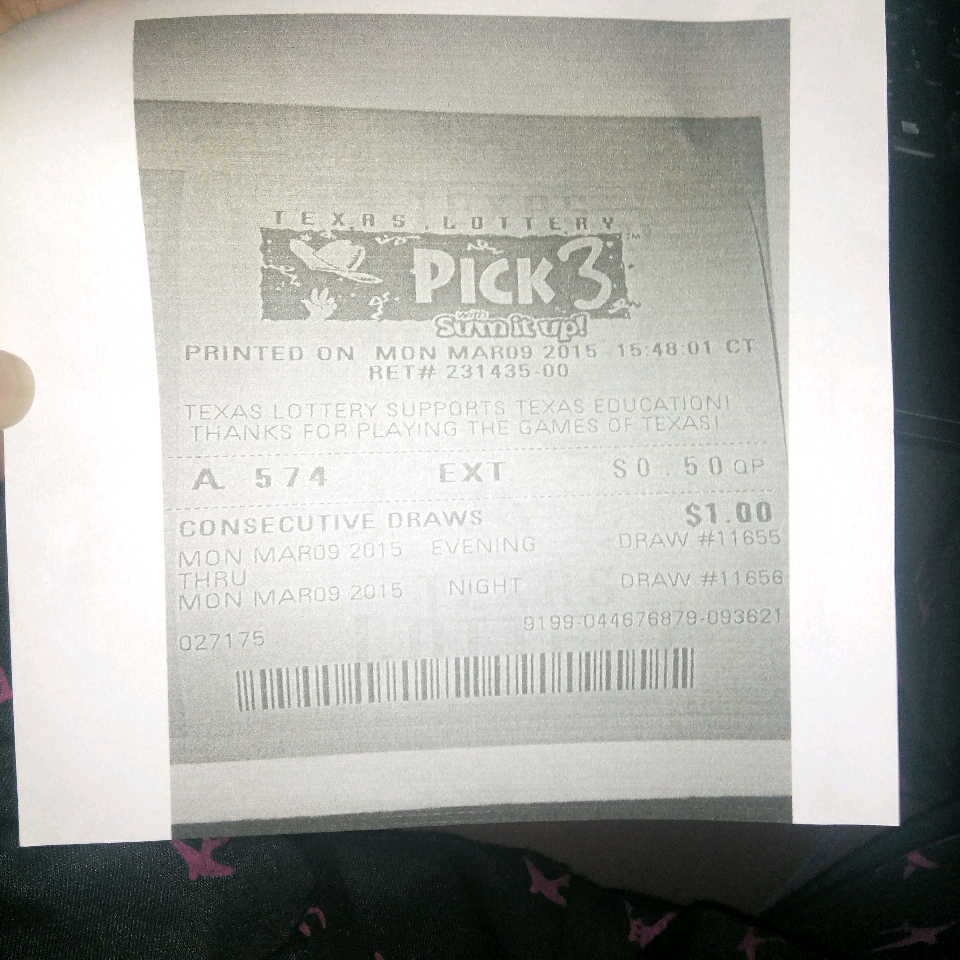 TEXAS LOTTERY
PICK 3™
with
Sum it up!
PRINTED ON MON MAR09 2015 15:48:01 CT
RET# 231435-00
TEXAS LOTTERY SUPPORTS TEXAS EDUCATION!
THANKS FOR PLAYING THE GAMES OF TEXAS!
A 574 EXT $0.50 QP
CONSECUTIVE DRAWS $1.00
MON MAR09 2015 EVENING DRAW #11655
THRU
MON MAR09 2015 NIGHT DRAW #11656
9199-044676879-093621
027175